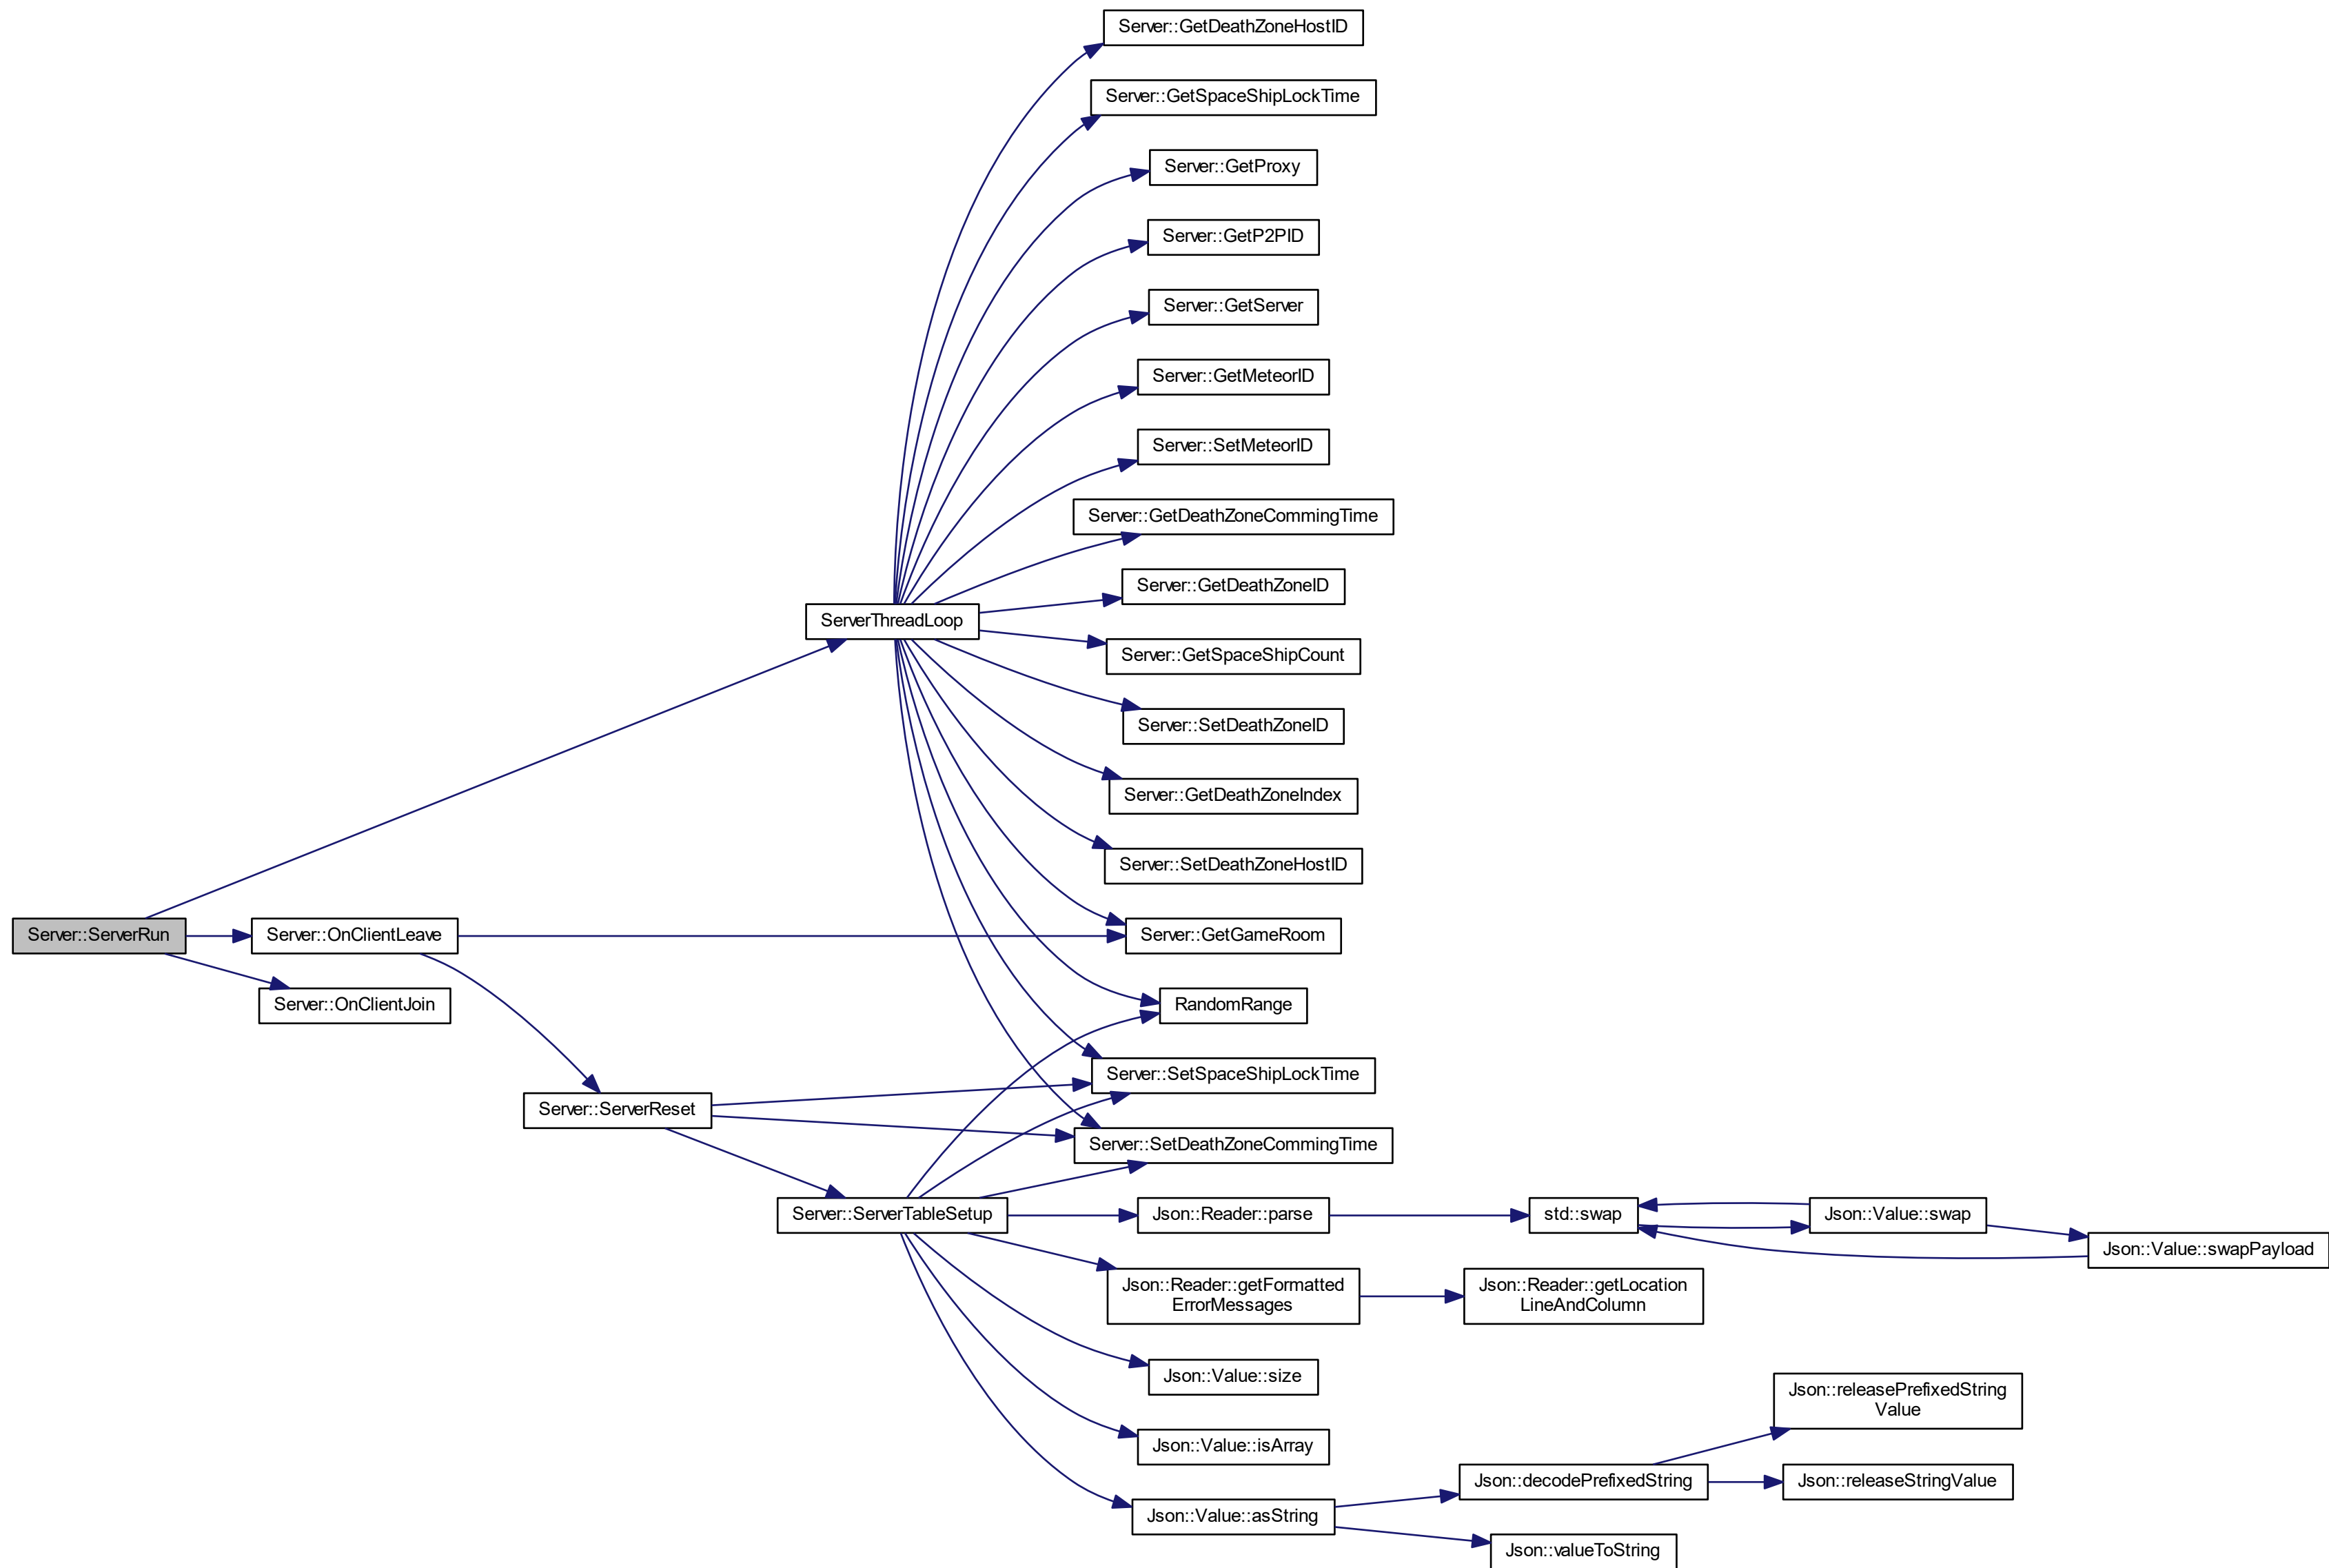 Server::GetDeathZoneHostID
Server::GetSpaceShipLockTime
Server::GetProxy
Server::GetP2PID
Server::GetServer
Server::GetMeteorID
Server::SetMeteorID
Server::GetDeathZoneCommingTime
Server::GetDeathZoneID
ServerThreadLoop
Server::GetSpaceShipCount
Server::SetDeathZoneID
Server::GetDeathZoneIndex
Server::SetDeathZoneHostID
Server::ServerRun
Server::OnClientLeave
Server::GetGameRoom
Server::OnClientJoin
RandomRange
Server::SetSpaceShipLockTime
Server::ServerReset
Server::SetDeathZoneCommingTime
Server::ServerTableSetup
Json::Reader::parse
std::swap
Json::Value::swap
Json::Value::swapPayload
Json::Reader::getFormatted
ErrorMessages
Json::Reader::getLocation
LineAndColumn
Json::Value::size
Json::releasePrefixedString
Value
Json::Value::isArray
Json::decodePrefixedString
Json::releaseStringValue
Json::Value::asString
Json::valueToString